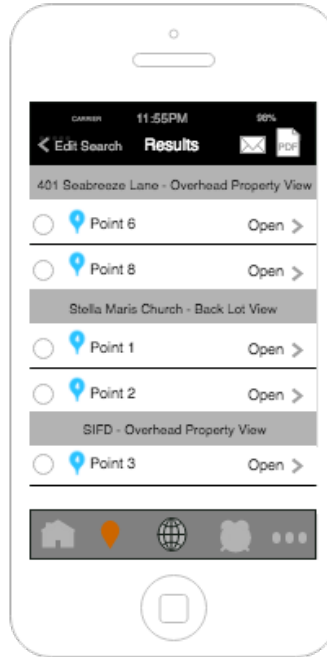 CARRIER 11:55PM 98%
Edit Search Results PDF
401 Seabreeze Lane - Overhead Property View
Point 6 Open
Point 8 Open
Stella Maris Church - Back Lot View
Point 1 Open
Point 2 Open
SIFD - Overhead Property View
Point 3 Open